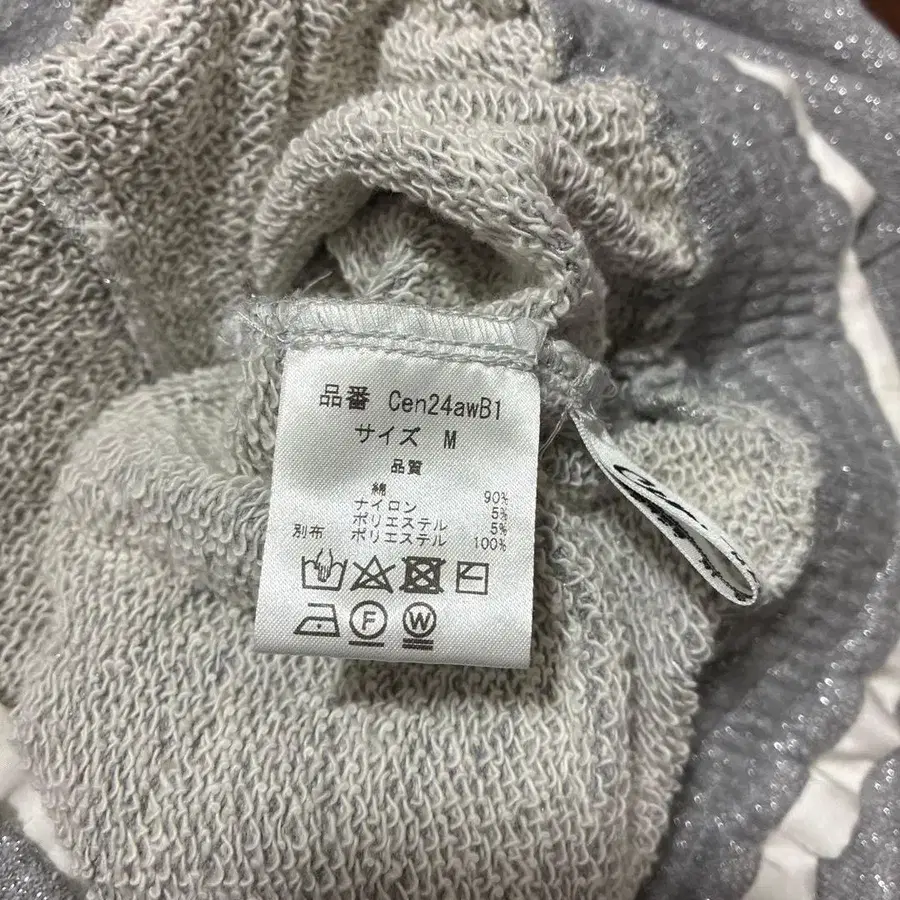 品番 Cen24awB1
サイズ M
品質
綿 90%
ナイロン 5%
ポリエステル 5%
別布 ポリエステル 100%
F W